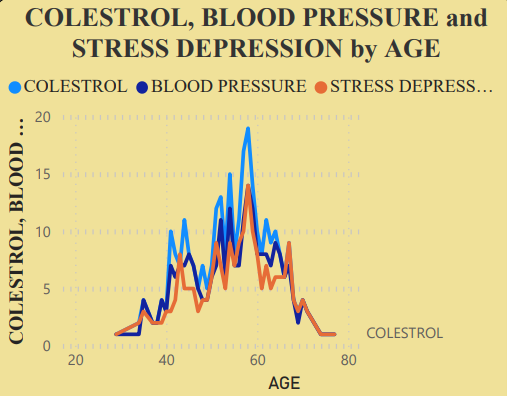 COLESTROL, BLOOD PRESSURE and
STRESS DEPRESSION by AGE
COLESTROL BLOOD PRESSURE STRESS DEPRESS...
COLESTROL, BLOOD ...
20
15
10
5
0
20 40 60 80
COLESTROL
AGE